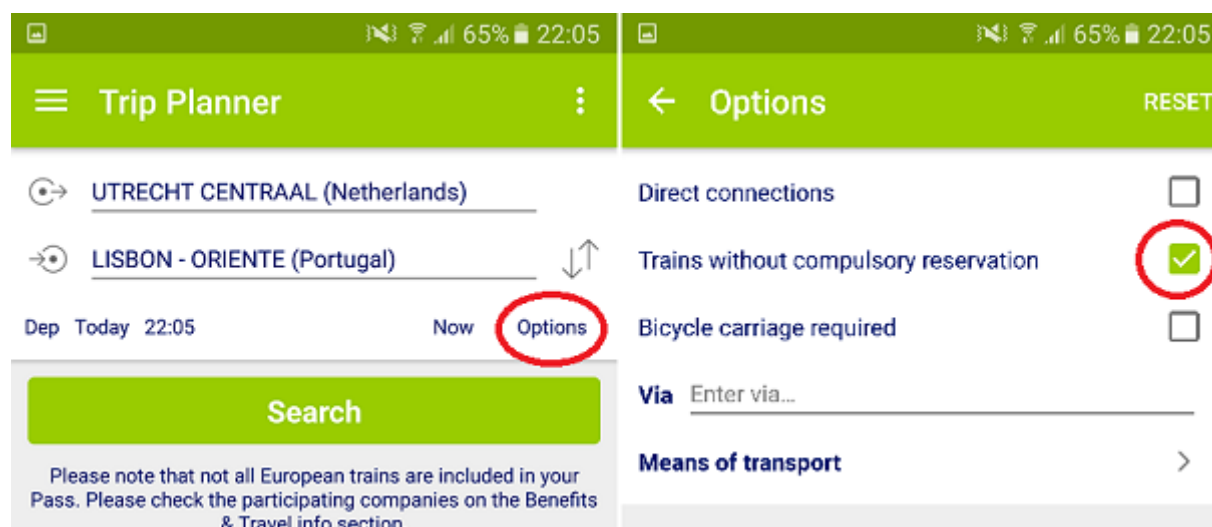 65% 22:05
Trip Planner
UTRECHT CENTRAAL (Netherlands)
LISBON - ORIENTE (Portugal)
Dep Today 22:05 Now Options
Search
Please note that not all European trains are included in your
Pass. Please check the participating companies on the Benefits
& Travel info section
65% 22:05
Options RESET
Direct connections
Trains without compulsory reservation
Bicycle carriage required
Via Enter via...
Means of transport